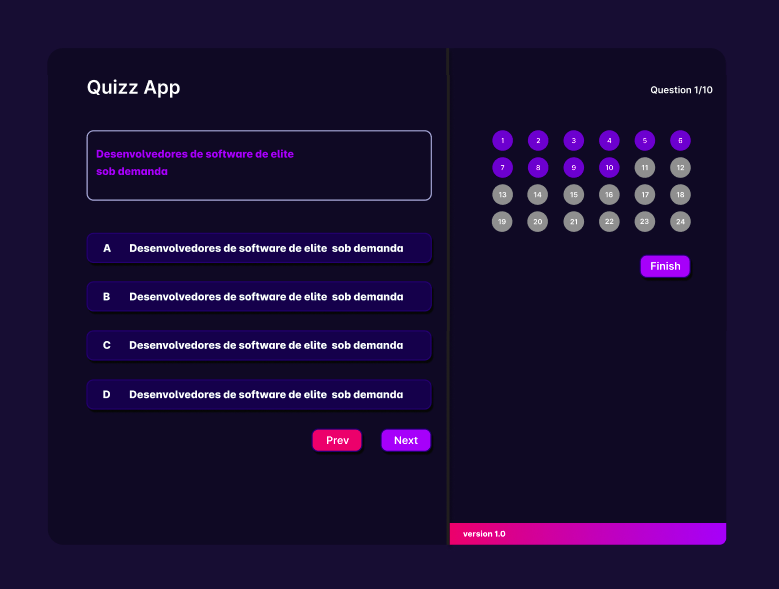 Quizz App
Desenvolvedores de software de elite
sob demanda
A Desenvolvedores de software de elite sob demanda
B Desenvolvedores de software de elite sob demanda
C Desenvolvedores de software de elite sob demanda
D Desenvolvedores de software de elite sob demanda
Prev Next
Question 1/10
1 2 3 4 5 6
7 8 9 10 11 12
13 14 15 16 17 18
19 20 21 22 23 24
Finish
version 1.0